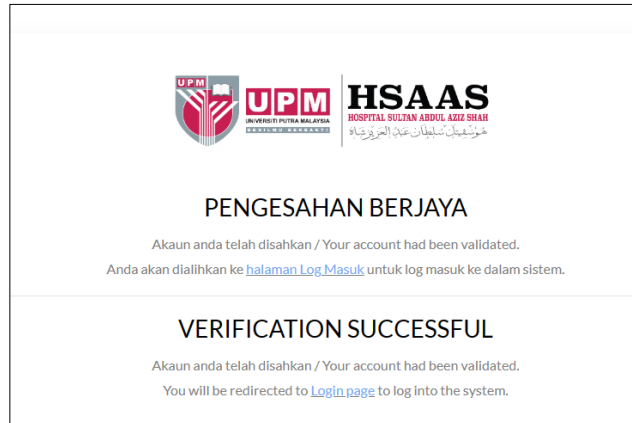 UPM
UPM
UNIVERSITI PUTRA MALAYSIA
BERILMU BERBAKTI
HSAAS
HOSPITAL SULTAN ABDUL AZIZ SHAH
PENGESAHAN BERJAYA
Akaun anda telah disahkan / Your account had been validated.
Anda akan dialihkan ke halaman Log Masuk untuk log masuk ke dalam sistem.
VERIFICATION SUCCESSFUL
Akaun anda telah disahkan / Your account had been validated.
You will be redirected to Login page to log into the system.